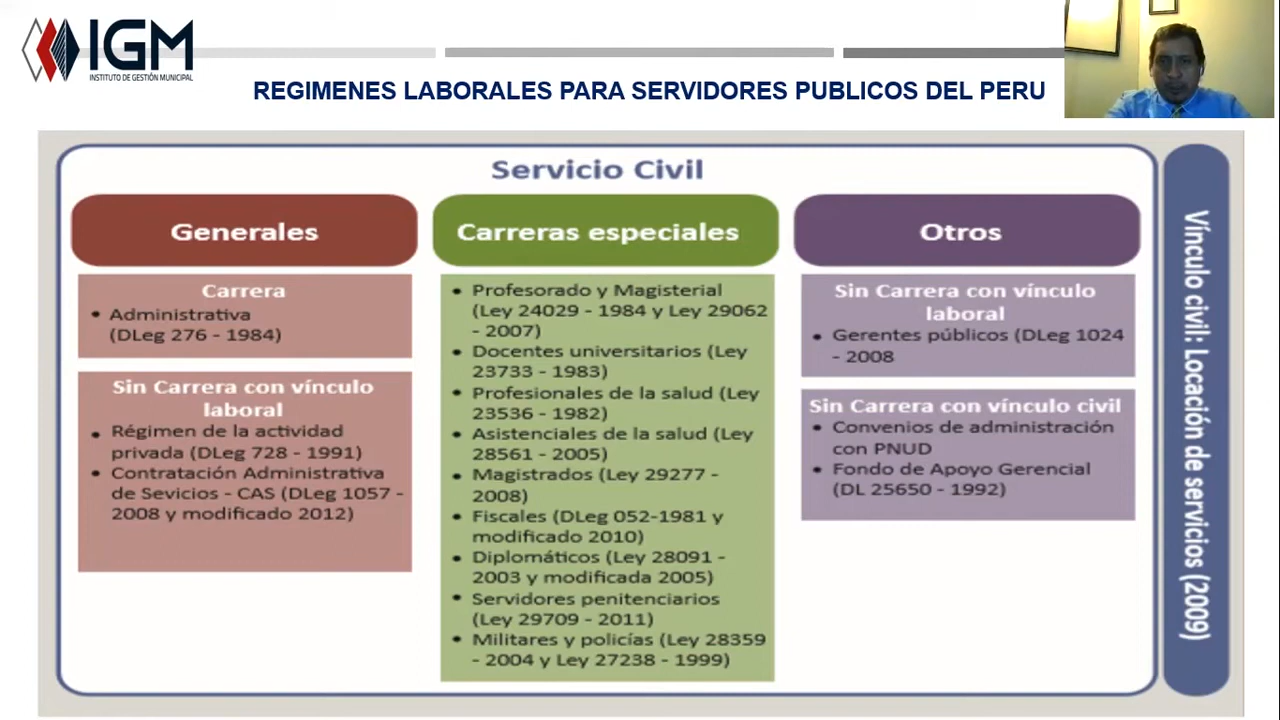 IGM
INSTITUTO DE GESTIÓN MUNICIPAL
REGIMENES LABORALES PARA SERVIDORES PUBLICOS DEL PERU
Servicio Civil
Generales
Carrera
• Administrativa
(DLeg 276 - 1984)
Sin Carrera con vínculo
laboral
• Régimen de la actividad
privada (DLeg 728 - 1991)
• Contratación Administrativa
de Sevicios - CAS (DLeg 1057 -
2008 y modificado 2012)
Carreras especiales
• Profesorado y Magisterial
(Ley 24029 - 1984 y Ley 29062
- 2007)
• Docentes universitarios (Ley
23733 - 1983)
• Profesionales de la salud (Ley
23536 - 1982)
• Asistenciales de la salud (Ley
28561 - 2005)
• Magistrados (Ley 29277 -
2008)
• Fiscales (DLeg 052-1981 y
modificado 2010)
• Diplomáticos (Ley 28091 -
2003 y modificada 2005)
• Servidores penitenciarios
(Ley 29709 - 2011)
• Militares y policías (Ley 28359
- 2004 y Ley 27238 - 1999)
Otros
Sin Carrera con vínculo
laboral
• Gerentes públicos (DLeg 1024
- 2008
Sin Carrera con vínculo civil
• Convenios de administración
con PNUD
• Fondo de Apoyo Gerencial
(DL 25650 - 1992)
Vínculo civil: Locación de servicios (2009)